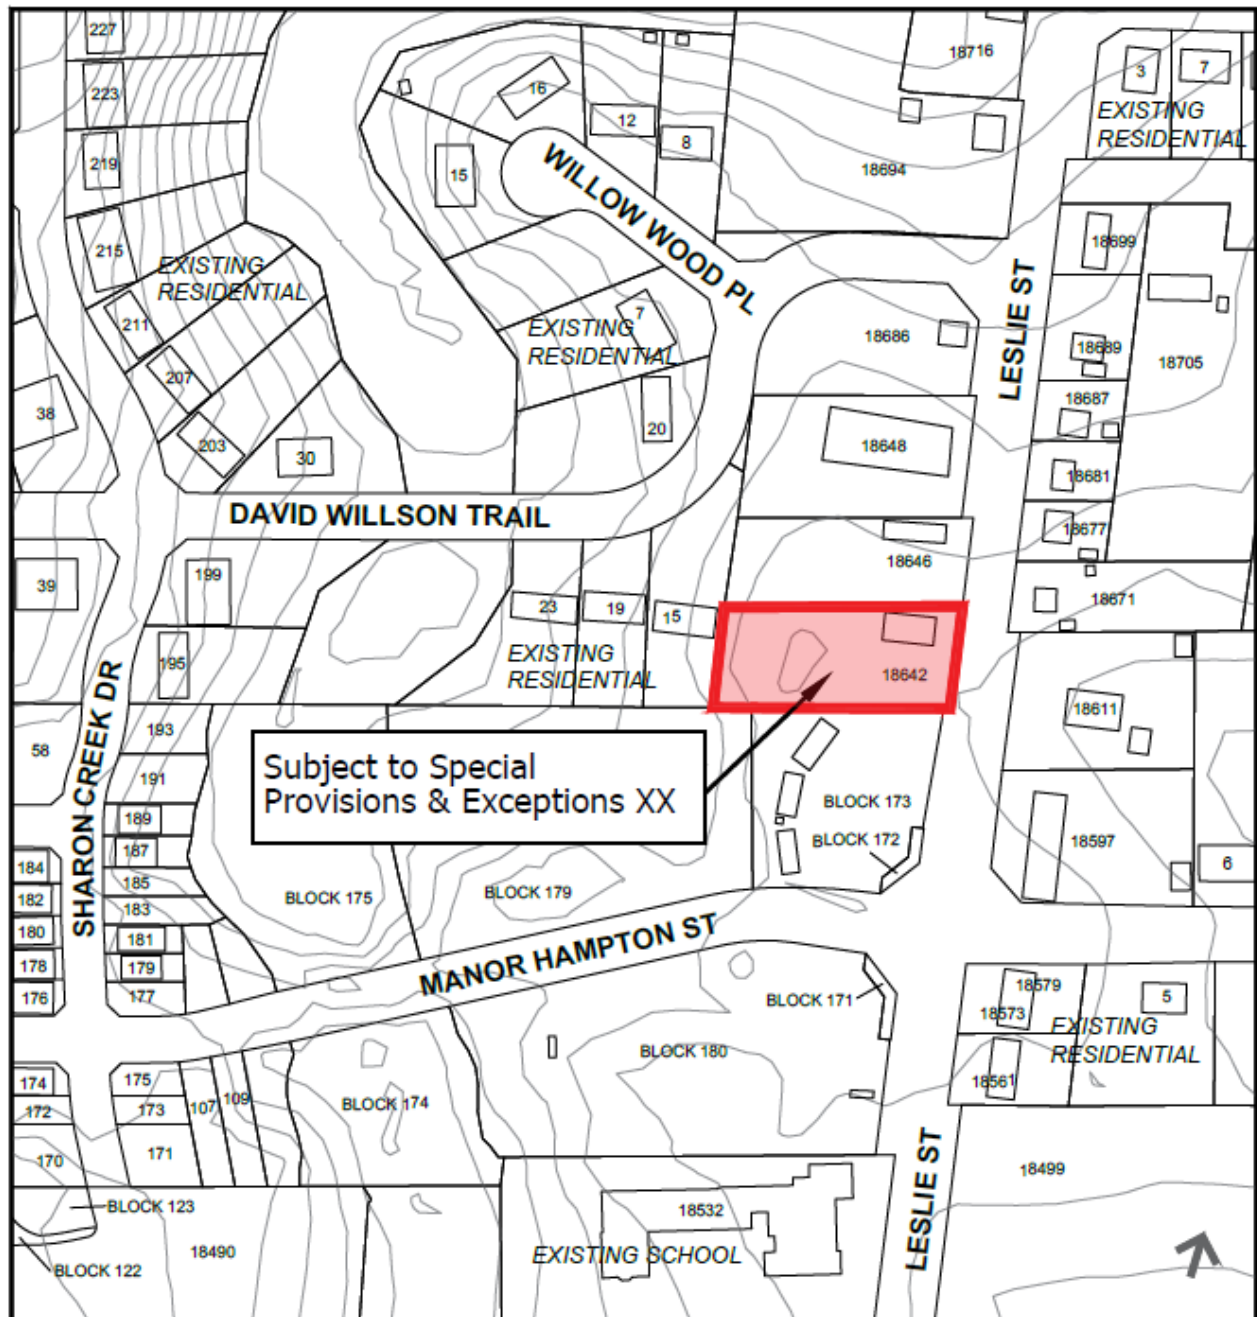 227
223
219
215
211
207
203
30
38
EXISTING
RESIDENTIAL
16
12
8
15
WILLOW WOOD PL
7
EXISTING
RESIDENTIAL
20
18716
18694
3
7
EXISTING
RESIDENTIAL
LESLIE ST
18699
18689
18705
18687
18681
18677
18671
18686
18648
18646
DAVID WILLSON TRAIL
39
199
195
23
19
15
EXISTING
RESIDENTIAL
18642
18611
58
SHARON CREEK DR
193
191
189
187
185
183
181
179
177
184
182
180
178
176
Subject to Special
Provisions & Exceptions XX
BLOCK 173
BLOCK 172
18597
6
BLOCK 175
BLOCK 179
MANOR HAMPTON ST
BLOCK 171
BLOCK 180
18579
18573
5
EXISTING
RESIDENTIAL
18561
174
172
170
175
173
171
107
109
BLOCK 174
BLOCK 123
BLOCK 122
18490
18532
EXISTING SCHOOL
LESLIE ST
18499